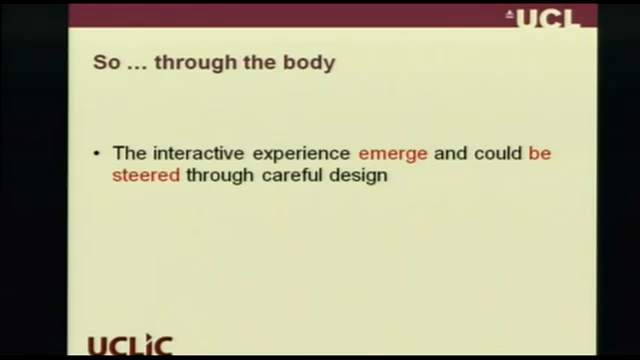 UCL
So … through the body
• The interactive experience emerge and could be
steered through careful design
UCLIC